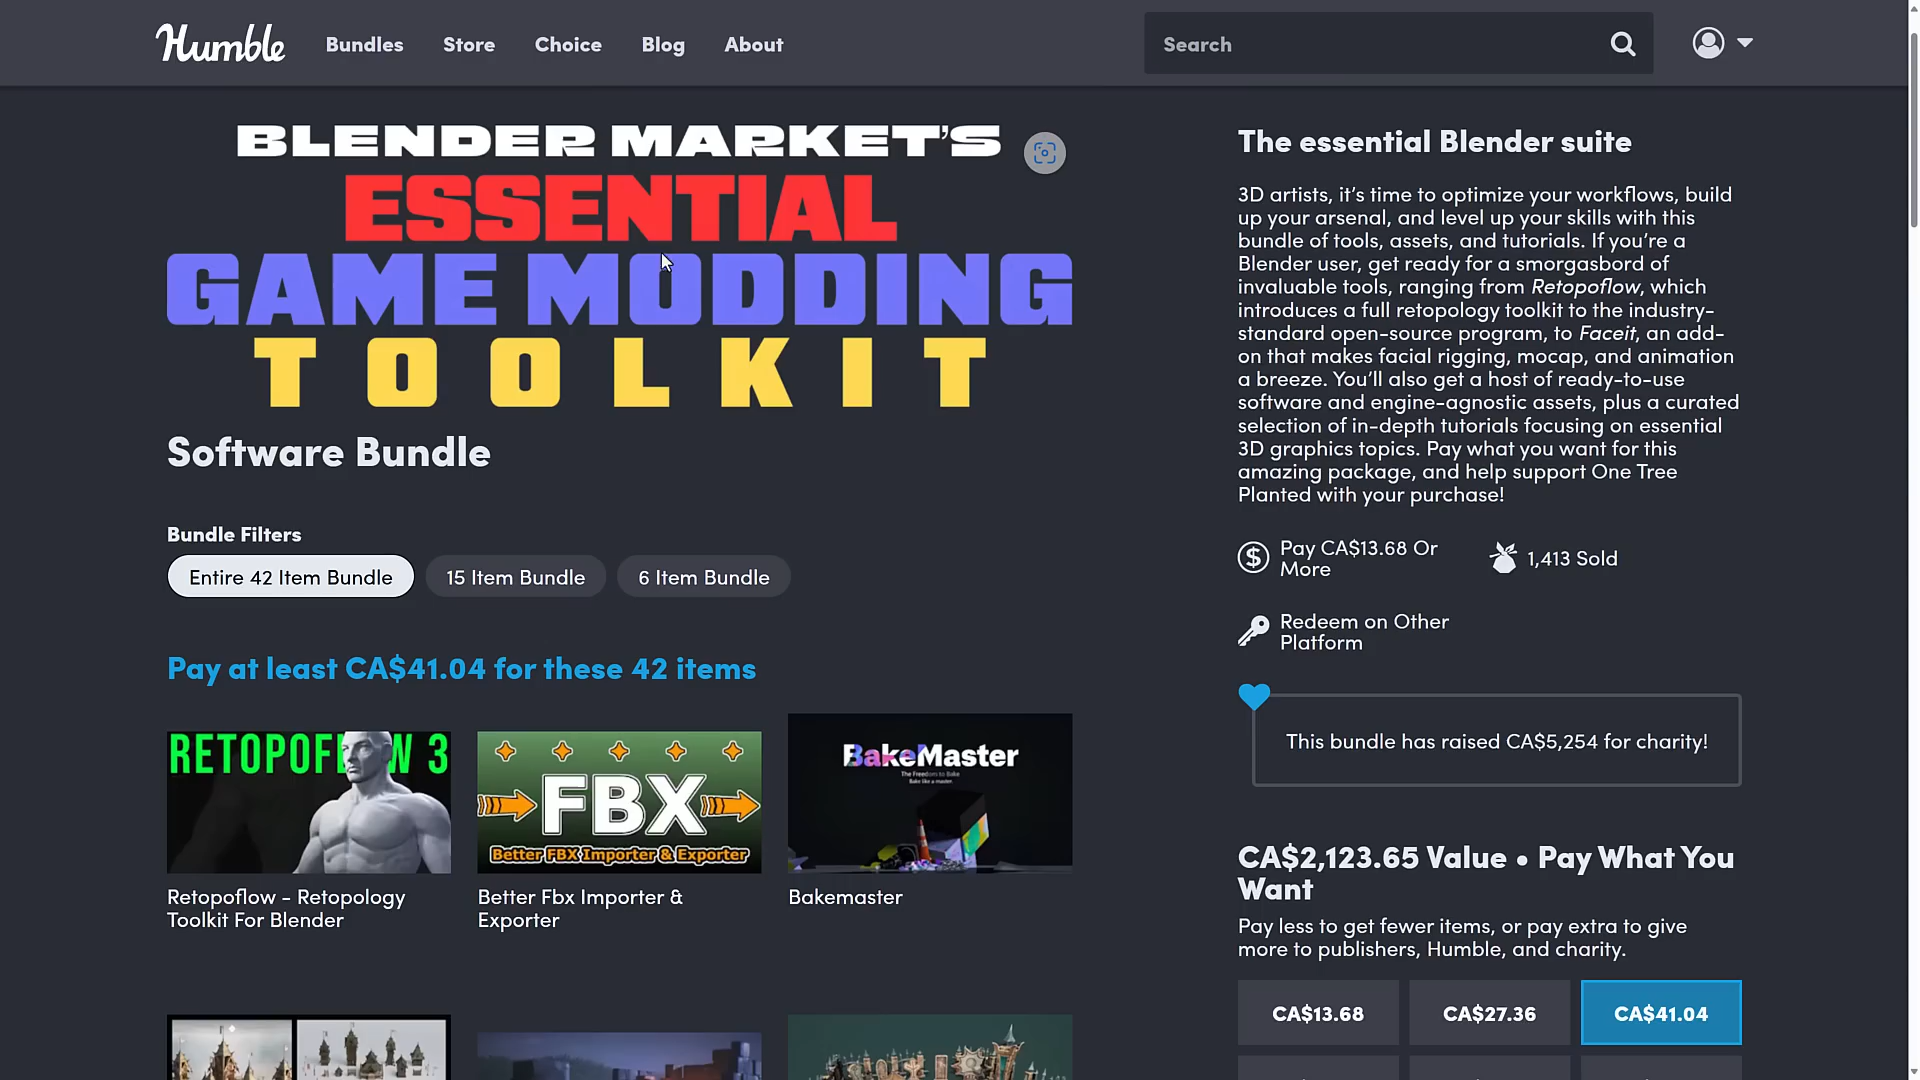 Humble
Bundles
Store
Choice
Blog
About
Search
BLENDER MARKET'S
ESSENTIAL
GAME MODDING
TOOLKIT
Software Bundle
Bundle Filters
Entire 42 Item Bundle
15 Item Bundle
6 Item Bundle
Pay at least CA$41.04 for these 42 items
RETOPOFLOW 3
FBX
Better FBX Importer & Exporter
BakeMaster
The Freedom to Bake
Bake like a master.
Retopoflow - Retopology
Toolkit For Blender
Better Fbx Importer &
Exporter
Bakemaster
The essential Blender suite
3D artists, it’s time to optimize your workflows, build
up your arsenal, and level up your skills with this
bundle of tools, assets, and tutorials. If you’re a
Blender user, get ready for a smorgasbord of
invaluable tools, ranging from Retopoflow, which
introduces a full retopology toolkit to the industry-
standard open-source program, to Faceit, an add-
on that makes facial rigging, mocap, and animation
a breeze. You’ll also get a host of ready-to-use
software and engine-agnostic assets, plus a curated
selection of in-depth tutorials focusing on essential
3D graphics topics. Pay what you want for this
amazing package, and help support One Tree
Planted with your purchase!
Pay CA$13.68 Or
More
1,413 Sold
Redeem on Other
Platform
This bundle has raised CA$5,254 for charity!
CA$2,123.65 Value • Pay What You
Want
Pay less to get fewer items, or pay extra to give
more to publishers, Humble, and charity.
CA$13.68
CA$27.36
CA$41.04